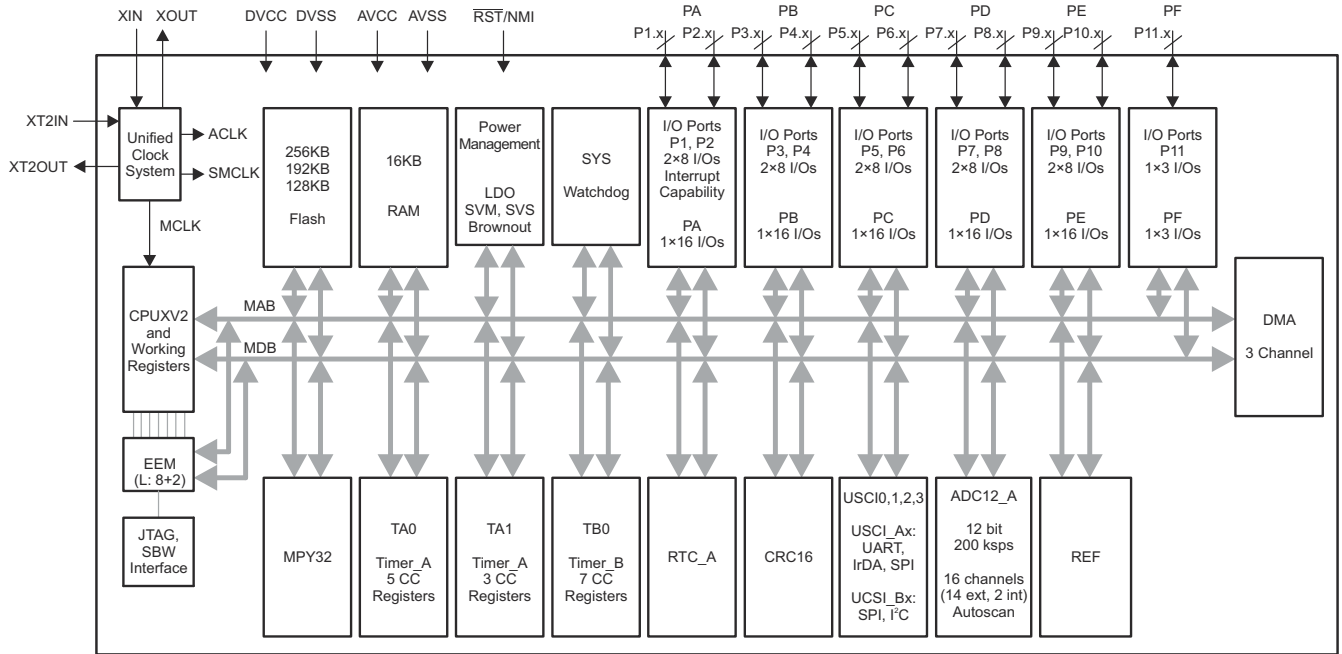 XIN XOUT DVCC DVSS AVCC AVSS RST/NMI
PA PB PC PD PE PF
P1.x P2.x P3.x P4.x P5.x P6.x P7.x P8.x P9.x P10.x P11.x
XT2IN
XT2OUT
Unified
Clock
System
ACLK
SMCLK
MCLK
256KB
192KB
128KB
Flash
16KB
RAM
Power
Management
LDO
SVM, SVS
Brownout
SYS
Watchdog
I/O Ports
P1, P2
2×8 I/Os
Interrupt
Capability
PA
1×16 I/Os
I/O Ports
P3, P4
2×8 I/Os
PB
1×16 I/Os
I/O Ports
P5, P6
2×8 I/Os
PC
1×16 I/Os
I/O Ports
P7, P8
2×8 I/Os
PD
1×16 I/Os
I/O Ports
P9, P10
2×8 I/Os
PE
1×16 I/Os
I/O Ports
P11
1×3 I/Os
PF
1×3 I/Os
CPUXV2
and
Working
Registers
MAB
MDB
DMA
3 Channel
EEM
(L: 8+2)
JTAG,
SBW
Interface
MPY32
TA0
Timer_A
5 CC
Registers
TA1
Timer_A
3 CC
Registers
TB0
Timer_B
7 CC
Registers
RTC_A
CRC16
USCI0,1,2,3
USCI_Ax:
UART,
IrDA, SPI
UCSI_Bx:
SPI, I²C
ADC12_A
12 bit
200 ksps
16 channels
(14 ext, 2 int)
Autoscan
REF